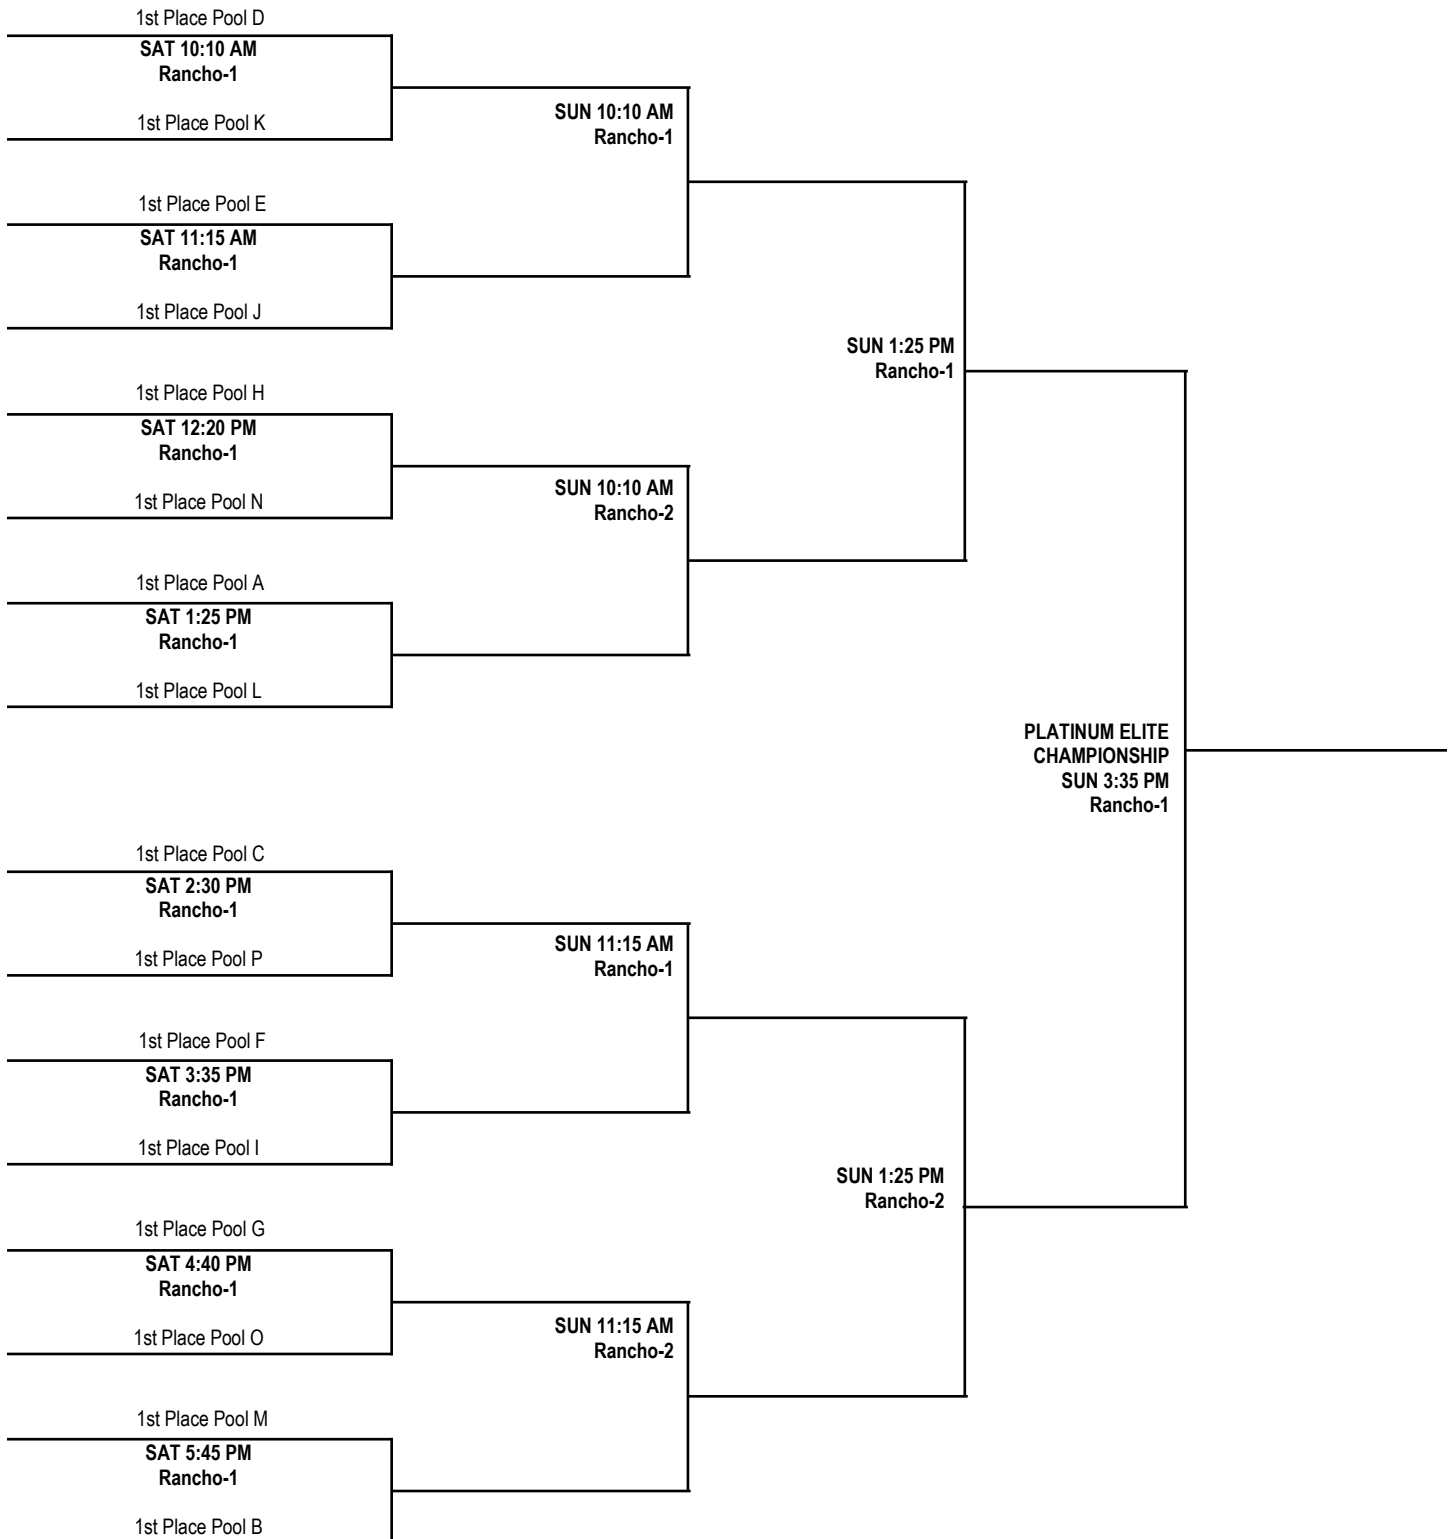 1st Place Pool D
SAT 10:10 AM
Rancho-1
1st Place Pool K
1st Place Pool E
SAT 11:15 AM
Rancho-1
1st Place Pool J
1st Place Pool H
SAT 12:20 PM
Rancho-1
1st Place Pool N
1st Place Pool A
SAT 1:25 PM
Rancho-1
1st Place Pool L
1st Place Pool C
SAT 2:30 PM
Rancho-1
1st Place Pool P
1st Place Pool F
SAT 3:35 PM
Rancho-1
1st Place Pool I
1st Place Pool G
SAT 4:40 PM
Rancho-1
1st Place Pool O
1st Place Pool M
SAT 5:45 PM
Rancho-1
1st Place Pool B
SUN 10:10 AM
Rancho-1
SUN 10:10 AM
Rancho-2
SUN 11:15 AM
Rancho-1
SUN 11:15 AM
Rancho-2
SUN 1:25 PM
Rancho-1
SUN 1:25 PM
Rancho-2
PLATINUM ELITE
CHAMPIONSHIP
SUN 3:35 PM
Rancho-1